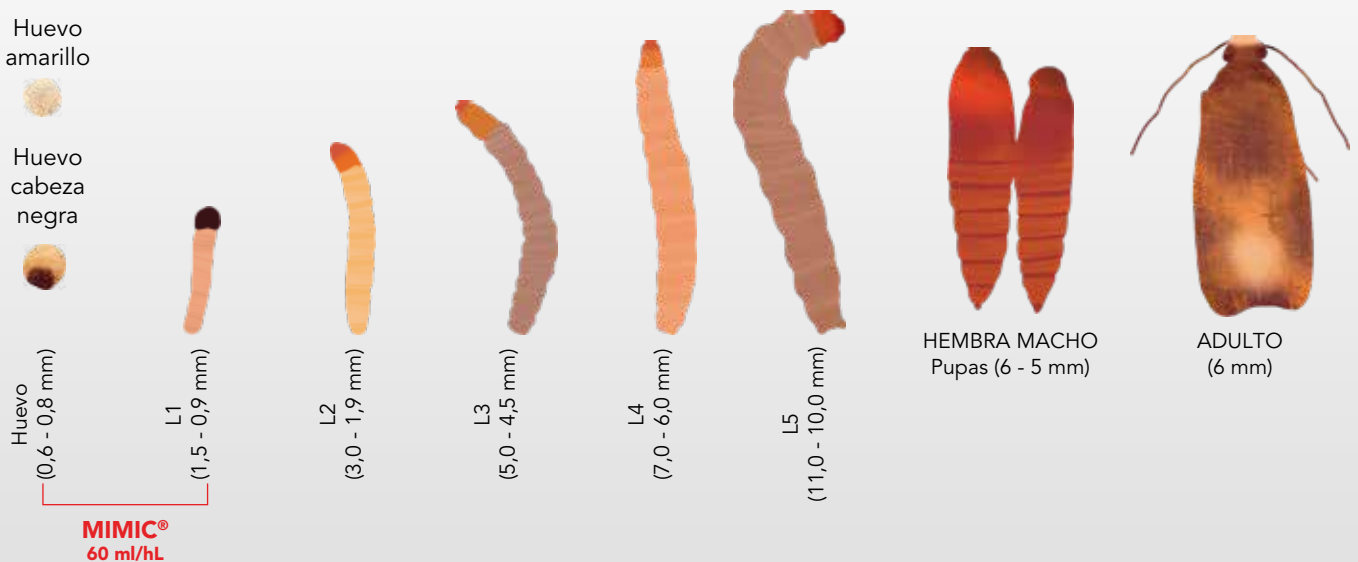 Huevo
amarillo
Huevo
cabeza
negra
Huevo
(0,6 - 0,8 mm)
L1
(1,5 - 0,9 mm)
L2
(3,0 - 1,9 mm)
L3
(5,0 - 4,5 mm)
L4
(7,0 - 6,0 mm)
L5
(11,0 - 10,0 mm)
HEMBRA MACHO
Pupas (6 - 5 mm)
ADULTO
(6 mm)
MIMIC®
60 ml/hL